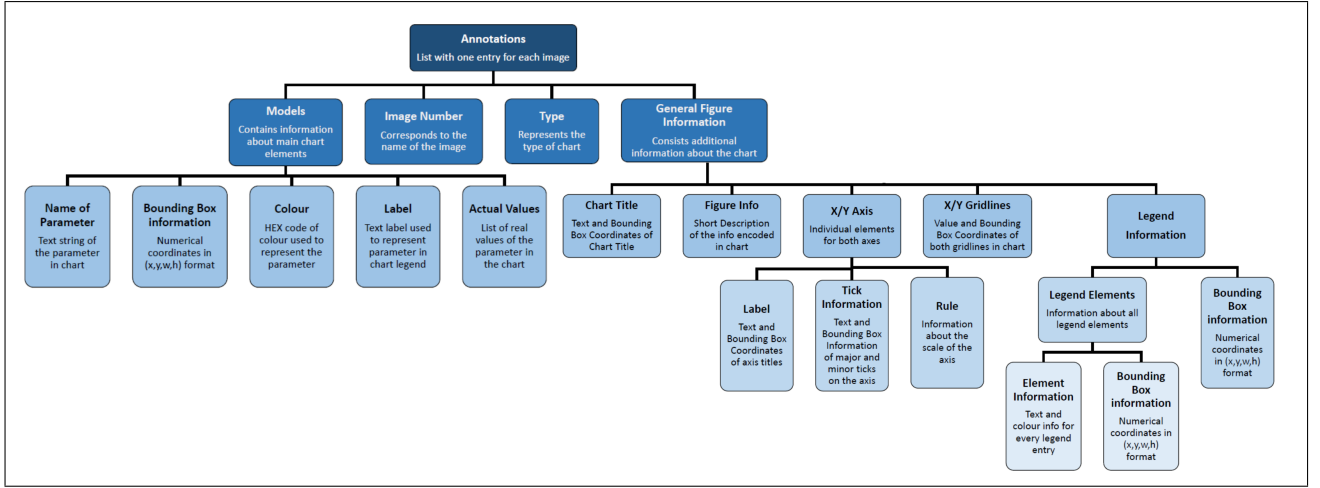 Annotations
List with one entry for each image
Models
Contains information
about main chart
elements
Image Number
Corresponds to the
name of the image
Type
Represents the
type of chart
General Figure
Information
Consists additional
information about the chart
Name of
Parameter
Text string of
the parameter
in chart
Bounding Box
information
Numerical
coordinates in
(x,y,w,h) format
Colour
HEX code of
colour used to
represent the
parameter
Label
Text label used
to represent
parameter in
chart legend
Actual Values
List of real
values of the
parameter in
the chart
Chart Title
Text and Bounding
Box Coordinates of
Chart Title
Figure Info
Short Description
of the info encoded
in chart
X/Y Axis
Individual elements
for both axes
X/Y Gridlines
Value and Bounding
Box Coordinates of
both gridlines in chart
Legend
Information
Label
Text and
Bounding Box
Coordinates
of axis titles
Tick
Information
Text and
Bounding Box
Information
of major and
minor ticks
on the axis
Rule
Information
about the
scale of the
axis
Legend Elements
Information about all
legend elements
Bounding
Box
information
Numerical
coordinates
in (x,y,w,h)
format
Element
Information
Text and
colour info for
every legend
entry
Bounding
Box
information
Numerical
coordinates in
(x,y,w,h)
format